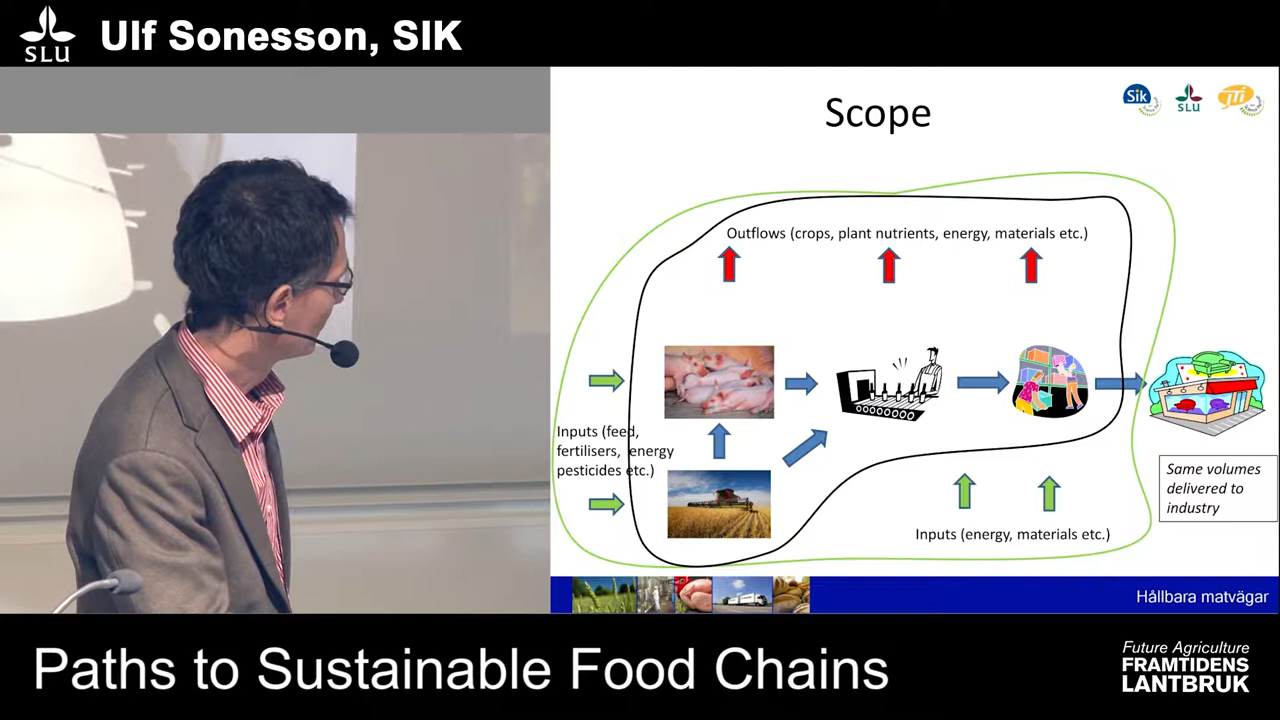 SLU
Ulf Sonesson, SIK
Scope
Sik
SLU
JTI
Outflows (crops, plant nutrients, energy, materials etc.)
Inputs (feed,
fertilisers, energy
pesticides etc.)
Same volumes
delivered to
industry
Inputs (energy, materials etc.)
Hållbara matvägar
Paths to Sustainable Food Chains
Future Agriculture
FRAMTIDENS
LANTBRUK